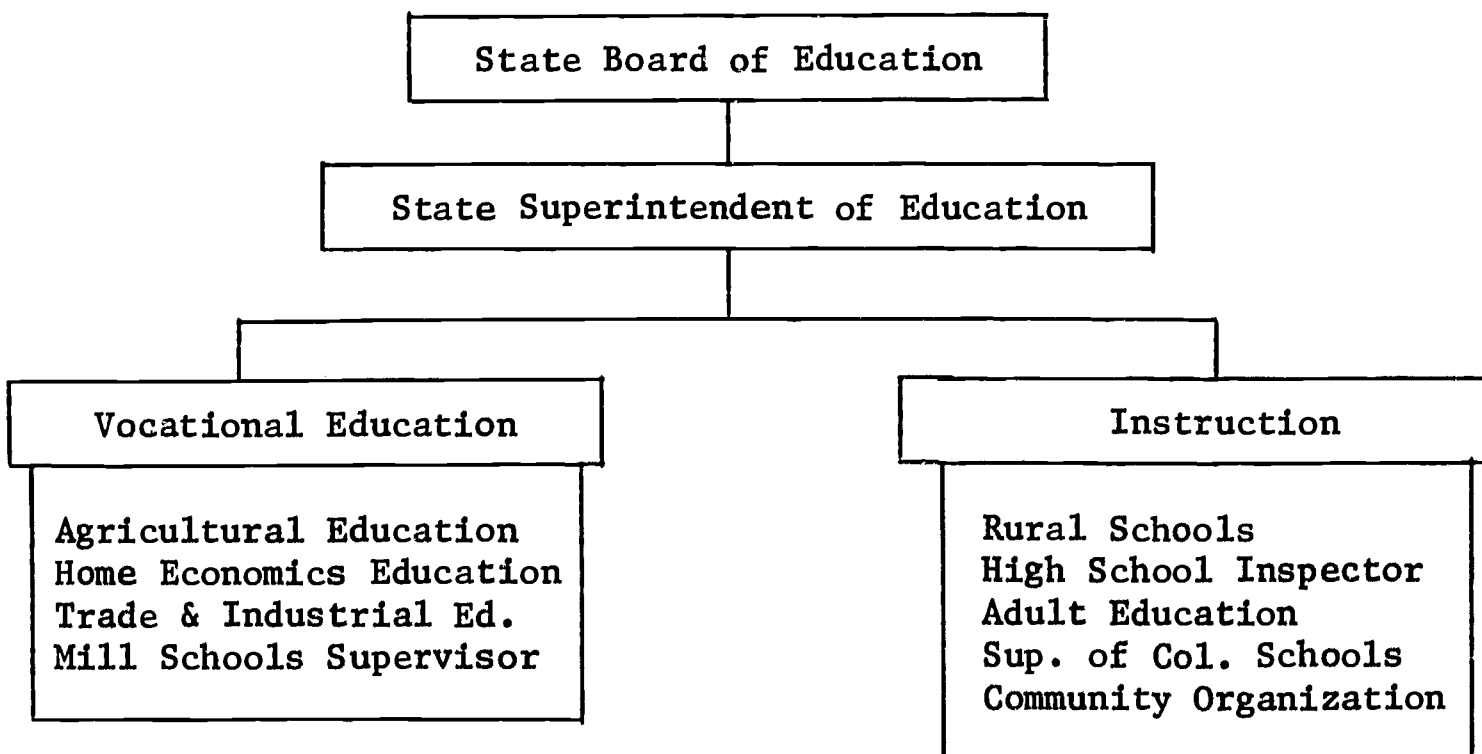 State Board of Education
State Superintendent of Education
Vocational Education
Agricultural Education
Home Economics Education
Trade & Industrial Ed.
Mill Schools Supervisor
Instruction
Rural Schools
High School Inspector
Adult Education
Sup. of Col. Schools
Community Organization